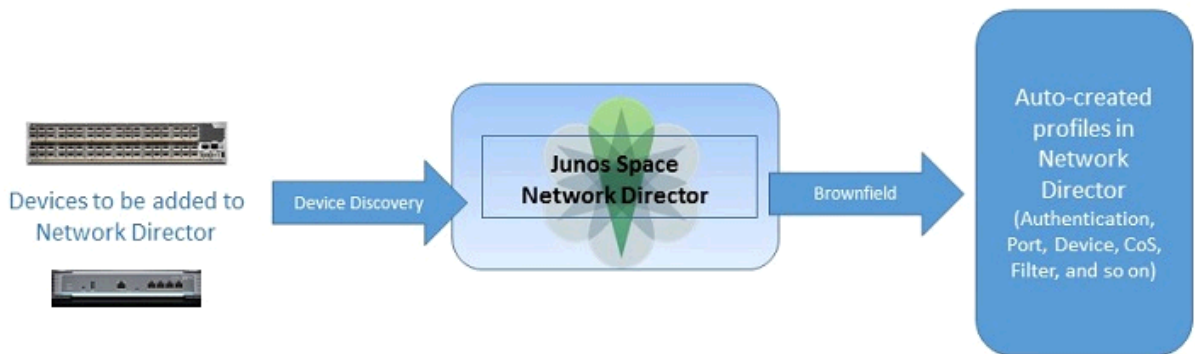 Devices to be added to
Network Director
Device Discovery
Junos Space
Network Director
Brownfield
Auto-created
profiles in
Network
Director
(Authentication,
Port, Device, CoS,
Filter, and so on)